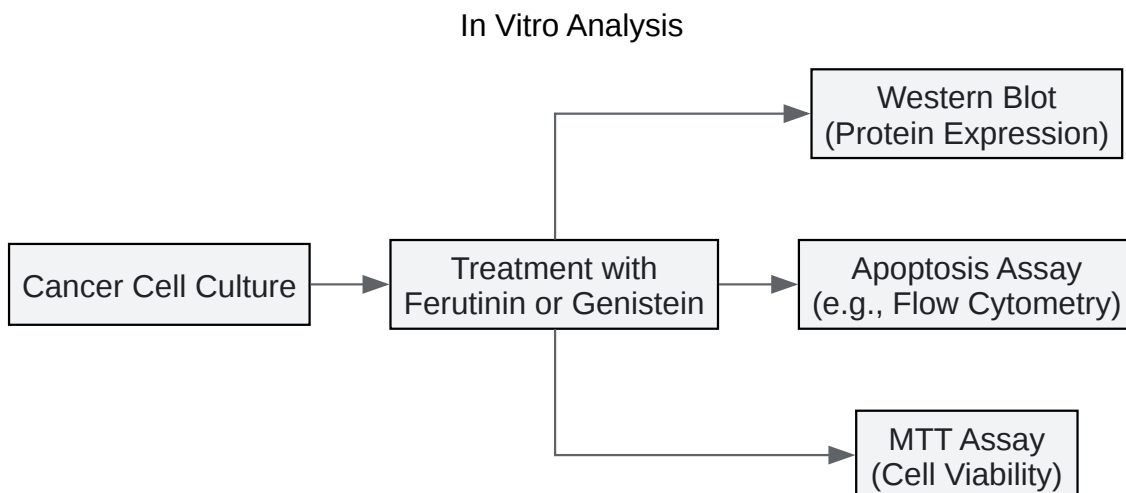 In Vitro Analysis
Western Blot
(Protein Expression)
Cancer Cell Culture
Treatment with
Ferutinin or Genistein
Apoptosis Assay
(e.g., Flow Cytometry)
MTT Assay
(Cell Viability)